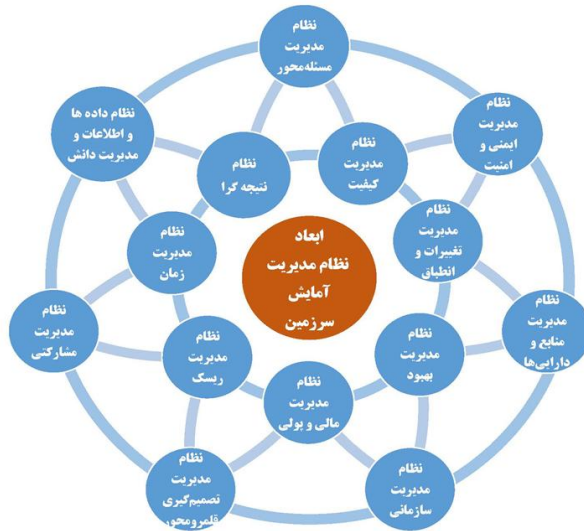 نظام
مدیریت
مسئله‌محور
نظام داده ها
و اطلاعات و
مدیریت دانش
نظام
مدیریت
ایمنی و
امنیت
نظام
نتیجه گرا
نظام
مدیریت
کیفیت
نظام
مدیریت
زمان
ابعاد
نظام مدیریت
آمایش
سرزمین
نظام
مدیریت
تغییرات و
انطباق
نظام
مدیریت
مشارکتی
نظام
مدیریت
منابع و
دارایی‌ها
نظام
مدیریت
ریسک
نظام
مدیریت
بهبود
نظام
مدیریت
مالی و پولی
نظام
مدیریت
تصمیم‌گیری
قلمرومحور
نظام
مدیریت
سازمانی